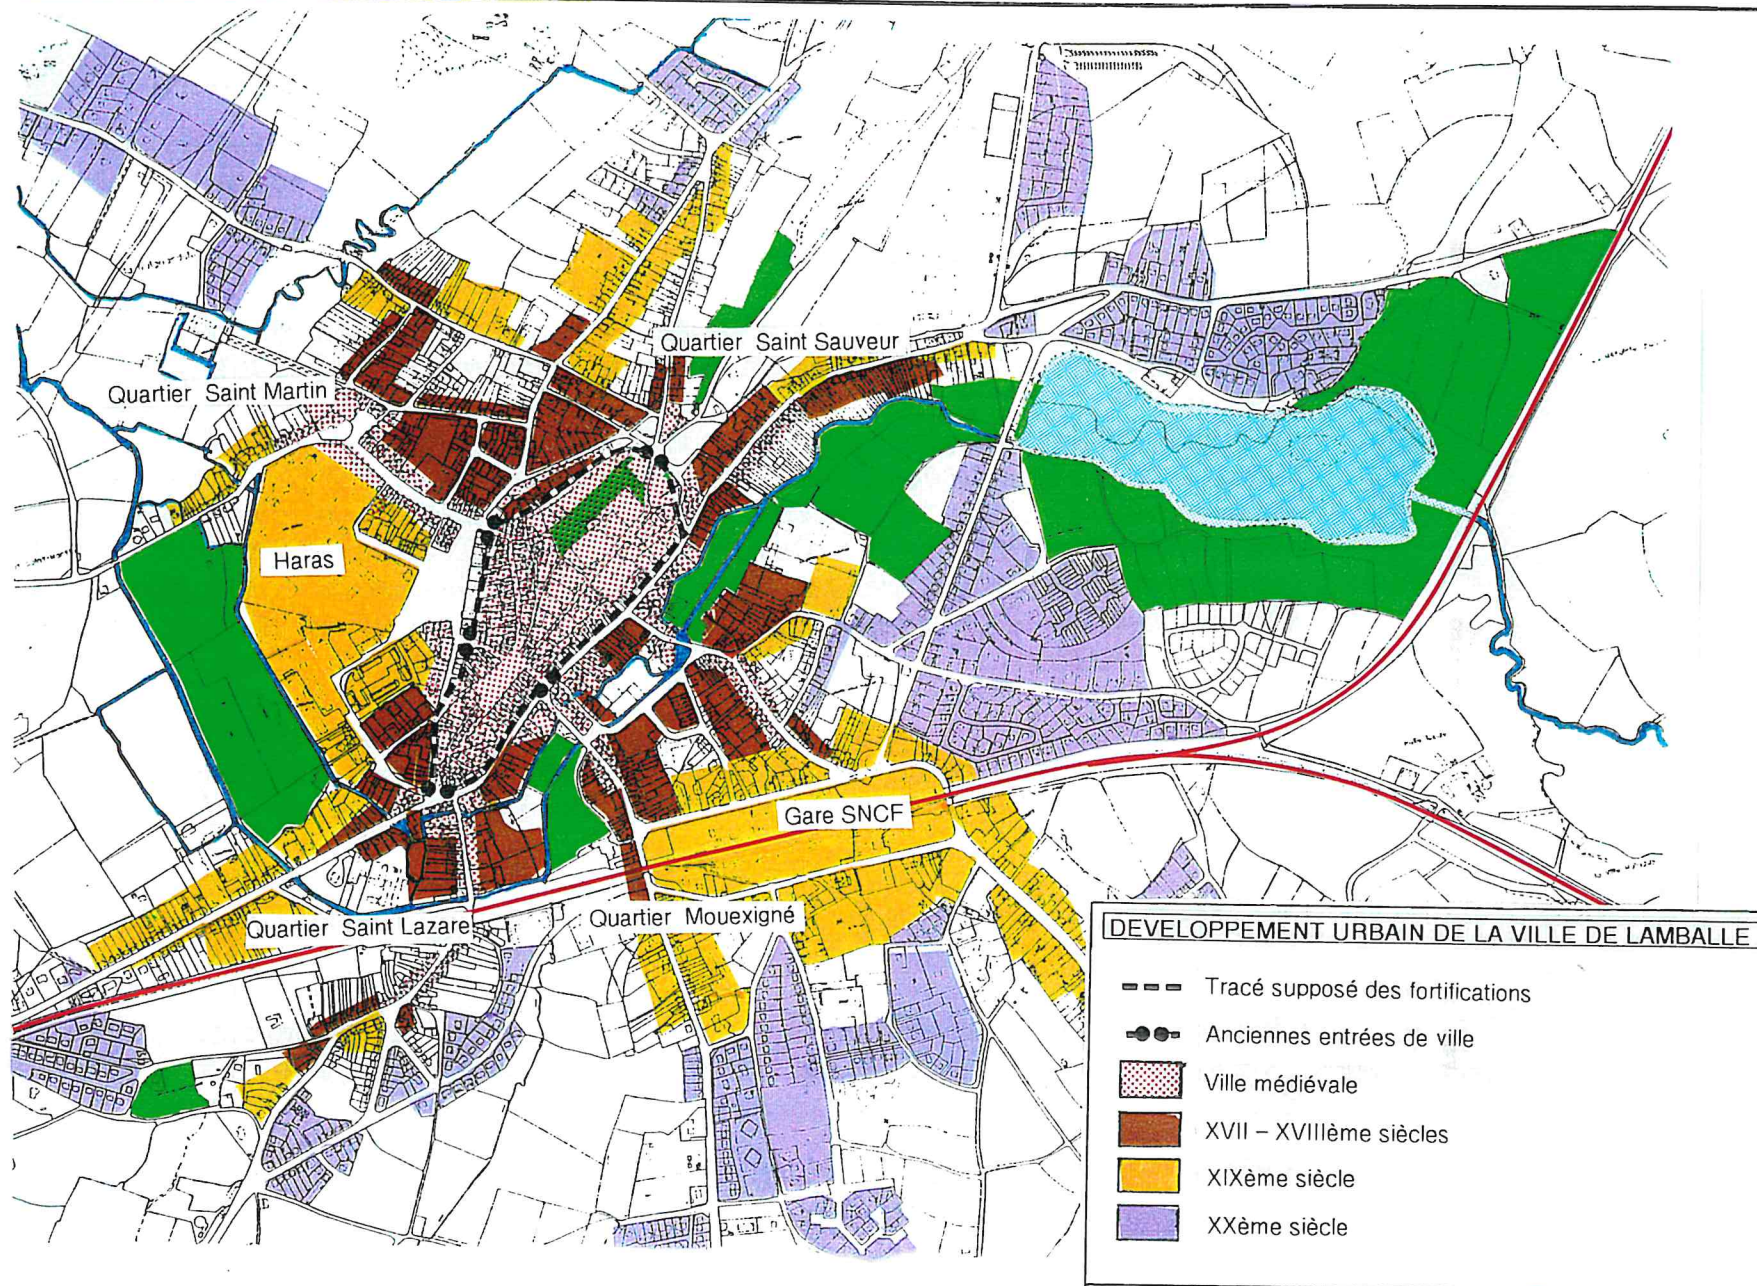 Quartier Saint Sauveur
Quartier Saint Martin
Haras
Gare SNCF
Quartier Mouexigné
Quartier Saint Lazare
DEVELOPPEMENT URBAIN DE LA VILLE DE LAMBALLE
Tracé supposé des fortifications
Anciennes entrées de ville
Ville médiévale
XVII – XVIIIème siècles
XIXème siècle
XXème siècle